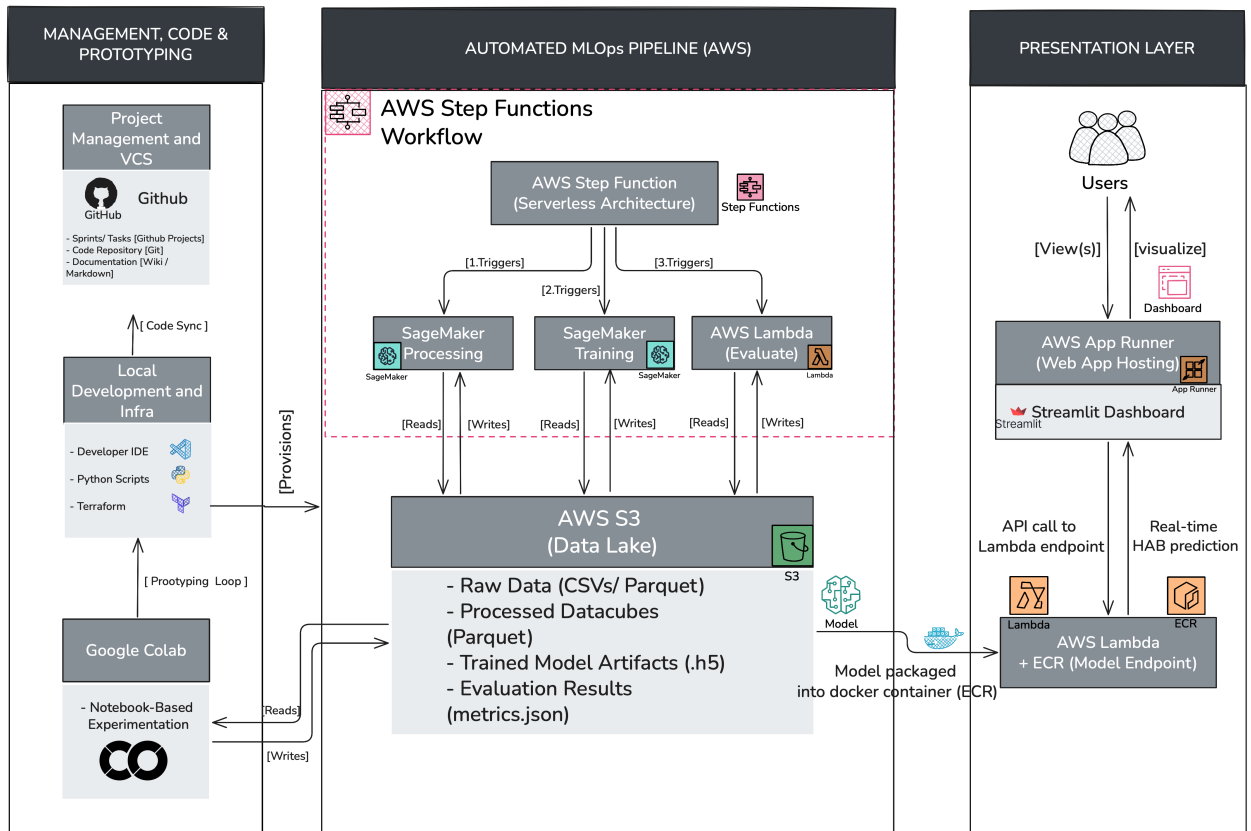 MANAGEMENT, CODE &
PROTOTYPING
Project
Management and
VCS
GitHub
Github
- Sprints/ Tasks [Github Projects]
- Code Repository [Git]
- Documentation [Wiki /
Markdown]
[ Code Sync ]
Local
Development and
Infra
- Developer IDE
- Python Scripts
- Terraform
[Provisions]
[ Prootyping Loop ]
Google Colab
- Notebook-Based
Experimentation
[Reads]
[Writes]
AUTOMATED MLOps PIPELINE (AWS)
AWS Step Functions
Workflow
AWS Step Function
(Serverless Architecture)
Step Functions
[1.Triggers]
[2.Triggers]
[3.Triggers]
SageMaker
Processing
SageMaker
SageMaker
Training
SageMaker
AWS Lambda
(Evaluate)
Lambda
[Reads]
[Writes]
[Reads]
[Writes]
[Reads]
[Writes]
AWS S3
(Data Lake)
S3
- Raw Data (CSVs/ Parquet)
- Processed Datacubes
(Parquet)
- Trained Model Artifacts (.h5)
- Evaluation Results
(metrics.json)
Model
Model packaged
into docker container (ECR)
PRESENTATION LAYER
Users
[View(s)]
[visualize]
Dashboard
AWS App Runner
(Web App Hosting)
App Runner
Streamlit Dashboard
Streamlit
API call to
Lambda endpoint
Real-time
HAB prediction
Lambda
ECR
AWS Lambda
+ ECR (Model Endpoint)